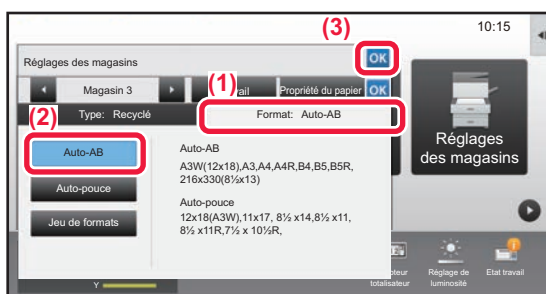 10:15
(3)
Réglages des magasins
OK
Magasin 3
(1)
ail
Propriété du papier
OK
(2)
Type: Recyclé
Format: Auto-AB
Réglages
des magasins
Auto-AB
Auto-AB
A3W(12x18),A3,A4,A4R,B4,B5,B5R,
216x330(8½x13)
Auto-pouce
Auto-pouce
12x18(A3W),11x17, 8½ x14,8½ x11,
8½ x11R,7½ x 10½R,
Jeu de formats
pteur
totalisateur
Réglage de
luminosité
Etat travail
Y